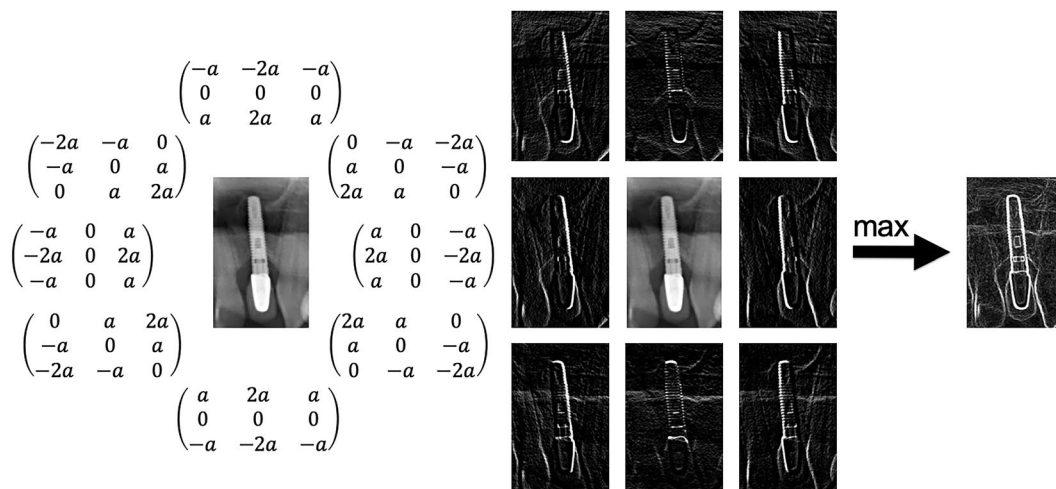 −a −2a −a
0 0 0
a 2a a
−2a −a 0
−a 0 a
0 a 2a
0 −a −2a
a 0 −a
2a a 0
−a 0 a
−2a 0 2a
−a 0 a
a 0 −a
2a 0 −2a
a 0 −a
0 a 2a
−a 0 a
−2a −a 0
2a a 0
a 0 −a
0 −a −2a
a 2a a
0 0 0
−a −2a −a
max